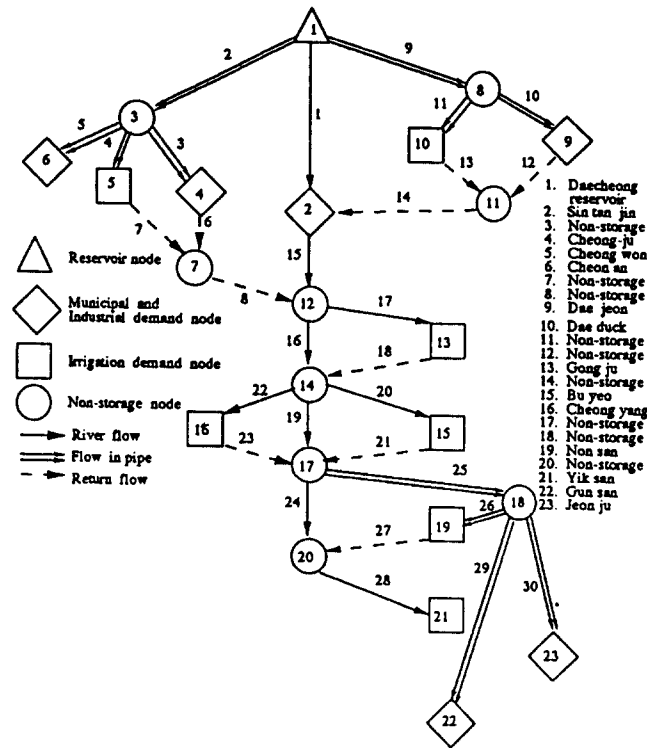 1
2
9
3
8
5
4
3
11
10
1
6
5
4
10
9
7
6
13
12
2
14
11
7
15
8
12
17
16
13
18
14
22
20
19
16
23
15
21
17
25
24
18
26
19
27
20
29
30
28
21
23
22
Reservoir node
Municipal and
Industrial demand node
Irrigation demand node
Non-storage node
River flow
Flow in pipe
Return flow
1. Daecheong
reservoir
2. Sin tan jin
3. Non-storage
4. Cheong-ju
5. Cheong won
6. Cheon an
7. Non-storage
8. Non-storage
9. Dae jeon
10. Dae duck
11. Non-storage
12. Non-storage
13. Gong ju
14. Non-storage
15. Bu yeo
16. Cheong yang
17. Non-storage
18. Non-storage
19. Non san
20. Non-storage
21. Yik san
22. Gun san
23. Jeon ju